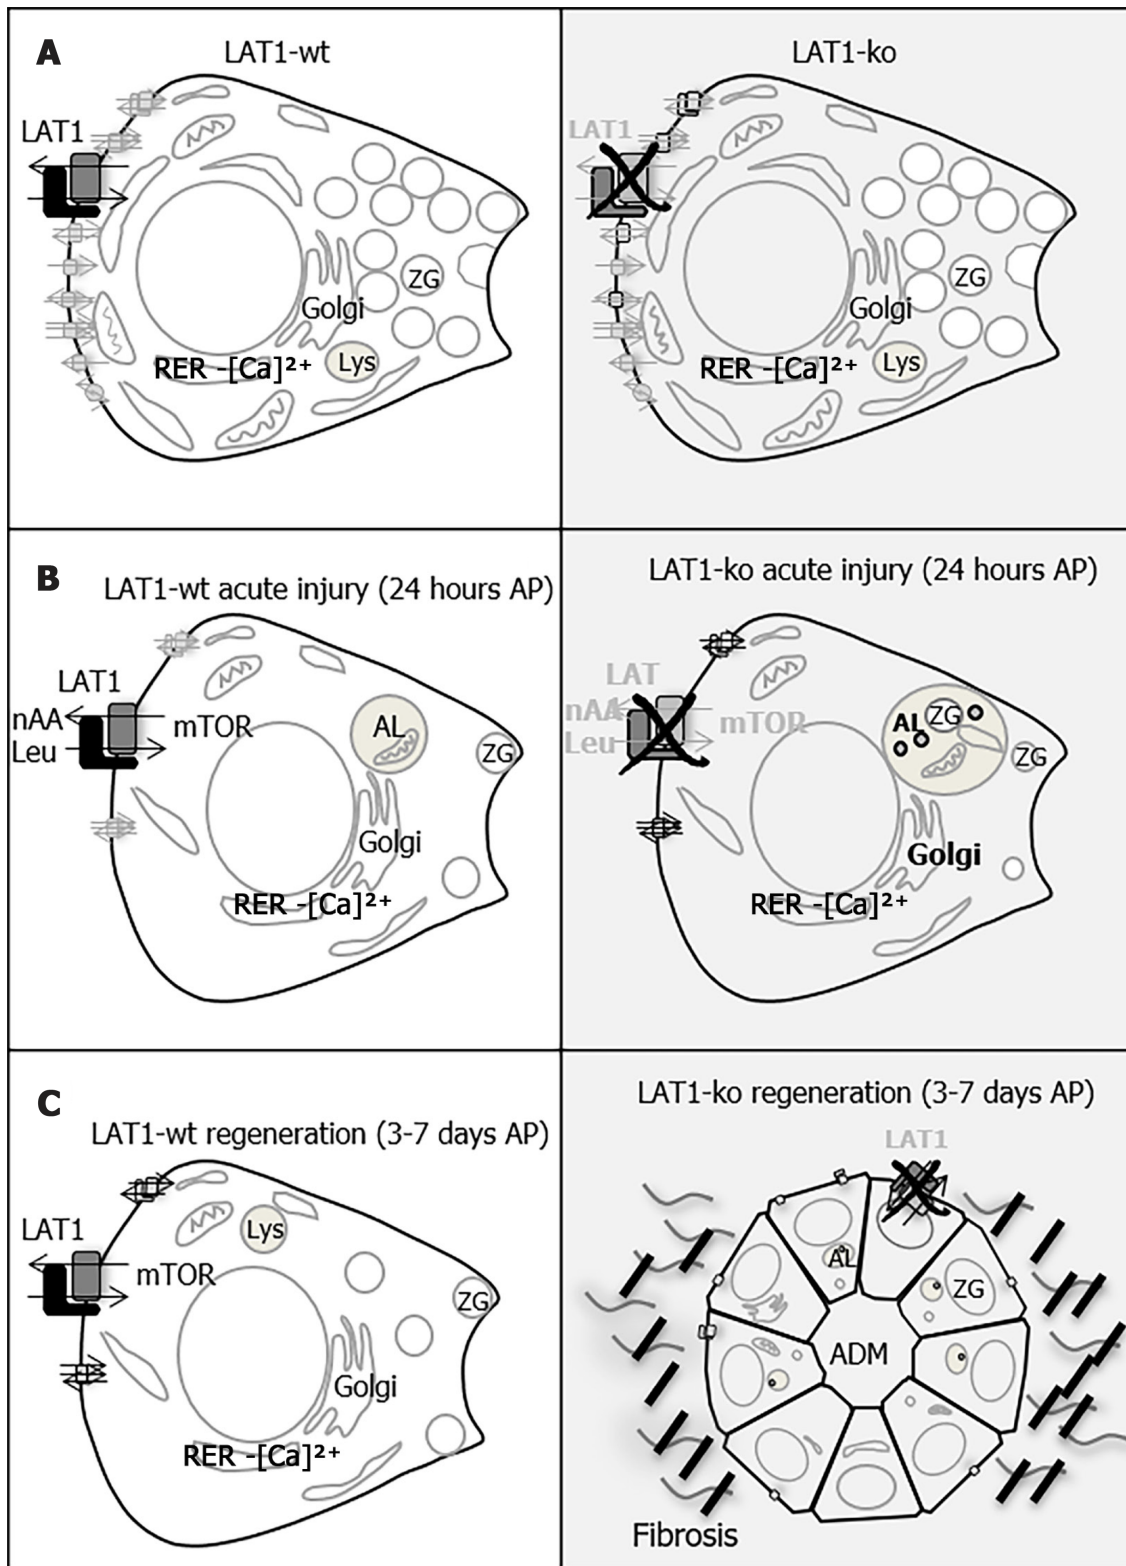 A
LAT1-wt
LAT1
ZG
Golgi
RER -[Ca]²⁺
Lys
LAT1-ko
LAT1
ZG
Golgi
RER -[Ca]²⁺
Lys
B
LAT1-wt acute injury (24 hours AP)
LAT1
nAA
mTOR
Leu
AL
ZG
Golgi
RER -[Ca]²⁺
LAT1-ko acute injury (24 hours AP)
LAT
nAA
mTOR
Leu
ZG
AL
ZG
Golgi
RER -[Ca]²⁺
C
LAT1-wt regeneration (3-7 days AP)
LAT1
Lys
mTOR
ZG
Golgi
RER -[Ca]²⁺
LAT1-ko regeneration (3-7 days AP)
LAT1
AL
ZG
ADM
Fibrosis